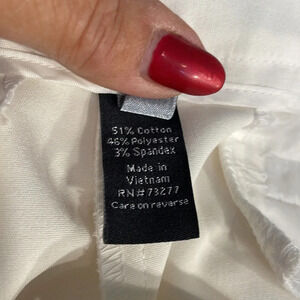 51% Cotton
46% Polyester
3% Spandex
Made in
Vietnam
RN#73277
Care on reverse